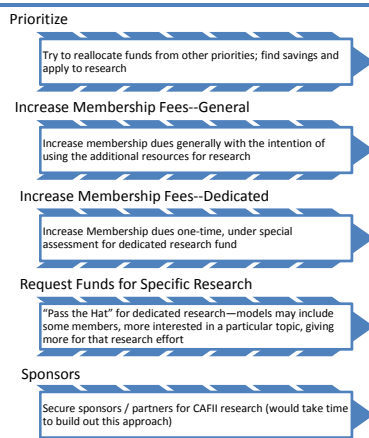 Prioritize
Try to reallocate funds from other priorities; find savings and
apply to research
Increase Membership Fees--General
Increase membership dues generally with the intention of
using the additional resources for research
Increase Membership Fees--Dedicated
Increase Membership dues one-time, under special
assessment for dedicated research fund
Request Funds for Specific Research
"Pass the Hat” for dedicated research—models may include
some members, more interested in a particular topic, giving
more for that research effort
Sponsors
Secure sponsors / partners for CAFII research (would take time
to build out this approach)